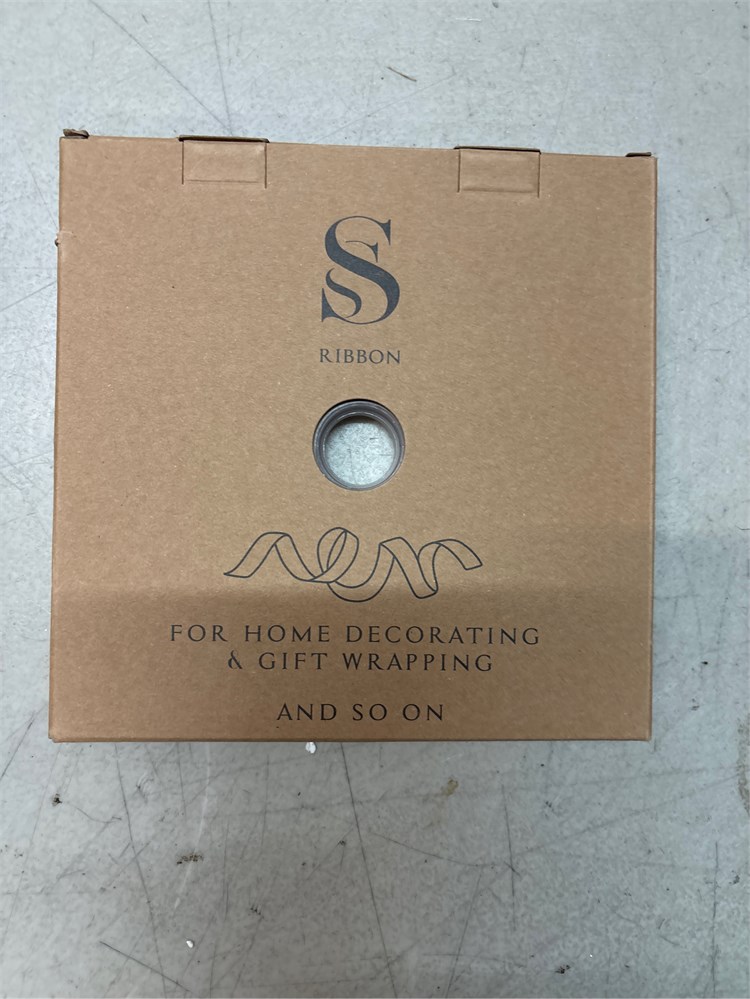 SS
RIBBON
FOR HOME DECORATING
& GIFT WRAPPING
AND SO ON